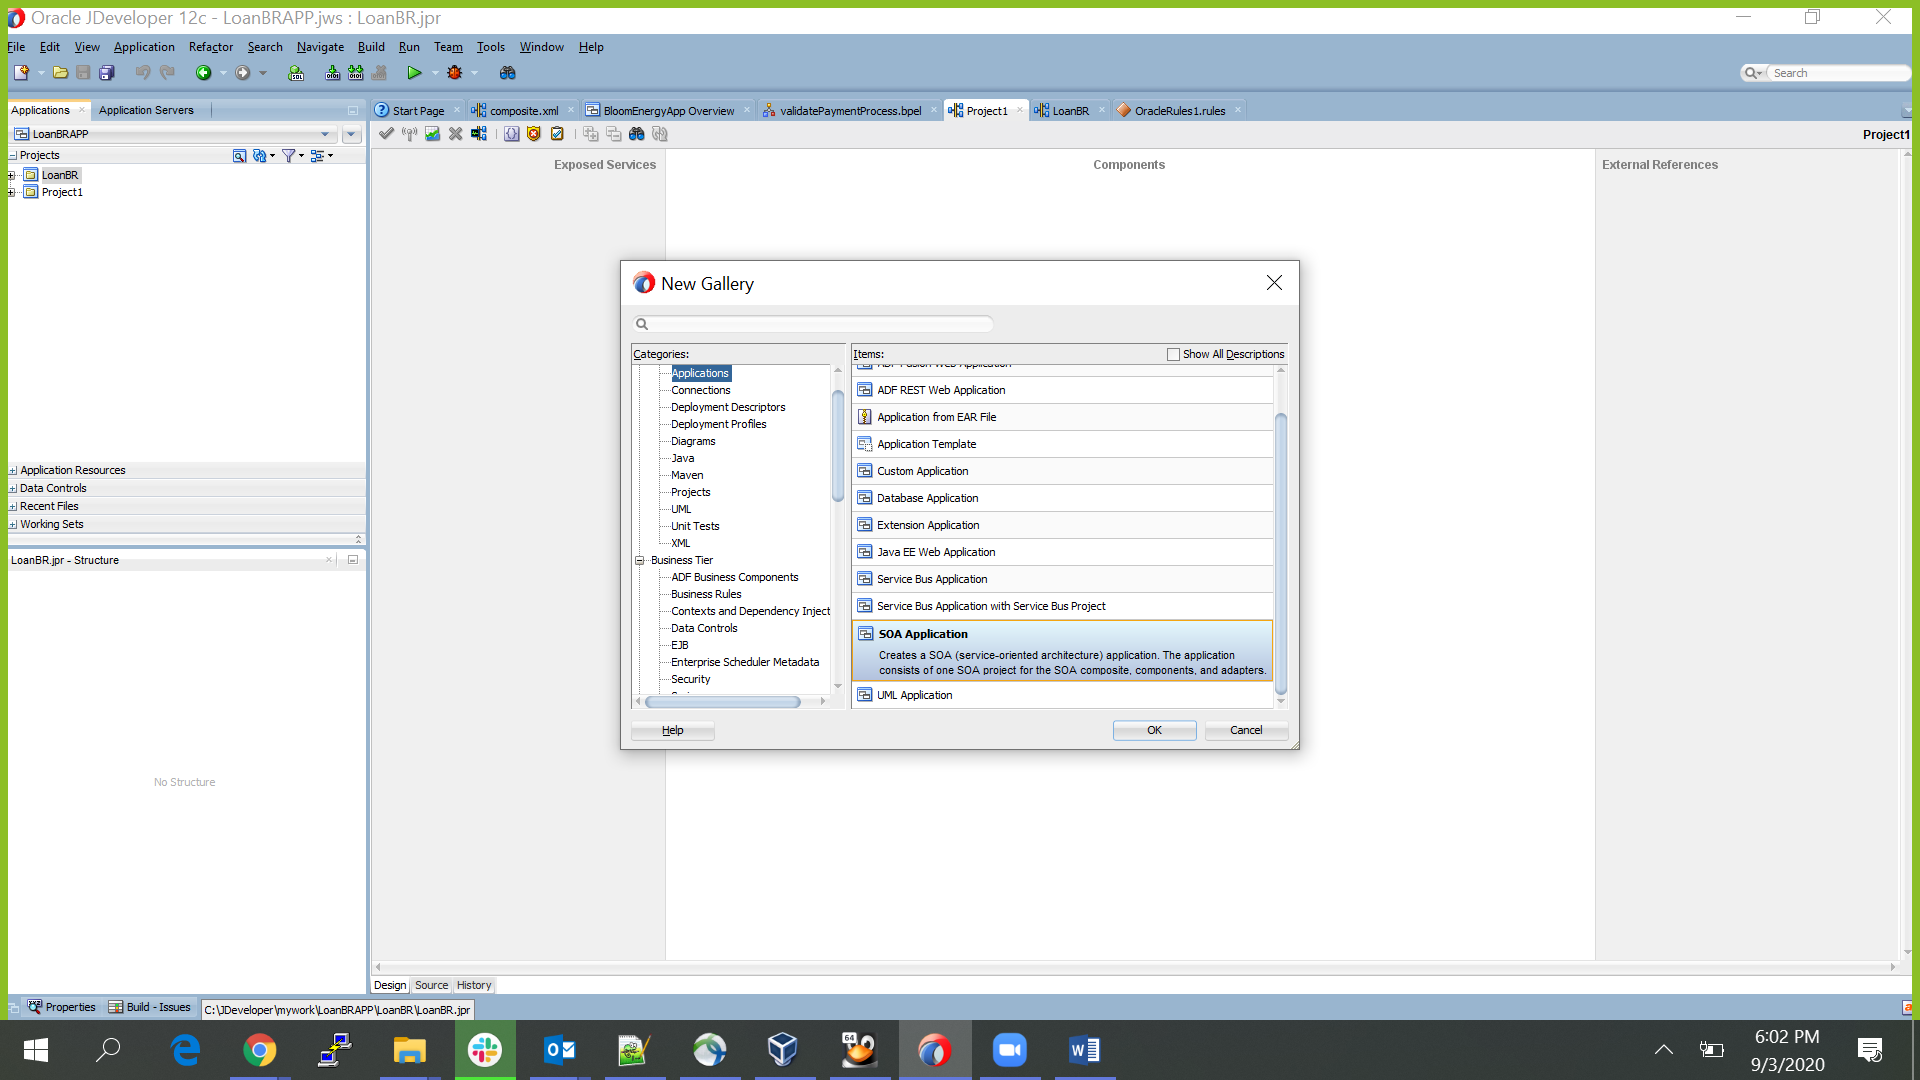 Oracle JDeveloper 12c - LoanBRAPP.jws : LoanBR.jpr
File Edit View Application Refactor Search Navigate Build Run Team Tools Window Help
Search
Applications Application Servers
Start Page composite.xml BloomEnergyApp Overview validatePaymentProcess.bpel Project1 LoanBR OracleRules1.rules
LoanBRAPP
Project1
Projects
LoanBR
Project1
Exposed Services Components External References
New Gallery
Categories:
Applications
Connections
Deployment Descriptors
Deployment Profiles
Diagrams
Java
Maven
Projects
UML
Unit Tests
XML
Business Tier
ADF Business Components
Business Rules
Contexts and Dependency Inject
Data Controls
EJB
Enterprise Scheduler Metadata
Security
Items: Show All Descriptions
ADF Fusion Web Application
ADF REST Web Application
Application from EAR File
Application Template
Custom Application
Database Application
Extension Application
Java EE Web Application
Service Bus Application
Service Bus Application with Service Bus Project
SOA Application
Creates a SOA (service-oriented architecture) application. The application
consists of one SOA project for the SOA composite, components, and adapters.
UML Application
Help OK Cancel
Application Resources
Data Controls
Recent Files
Working Sets
LoanBR.jpr - Structure
No Structure
Design Source History
Properties Build - Issues C:\JDeveloper\mywork\LoanBRAPP\LoanBR\LoanBR.jpr
64
6:02 PM
9/3/2020